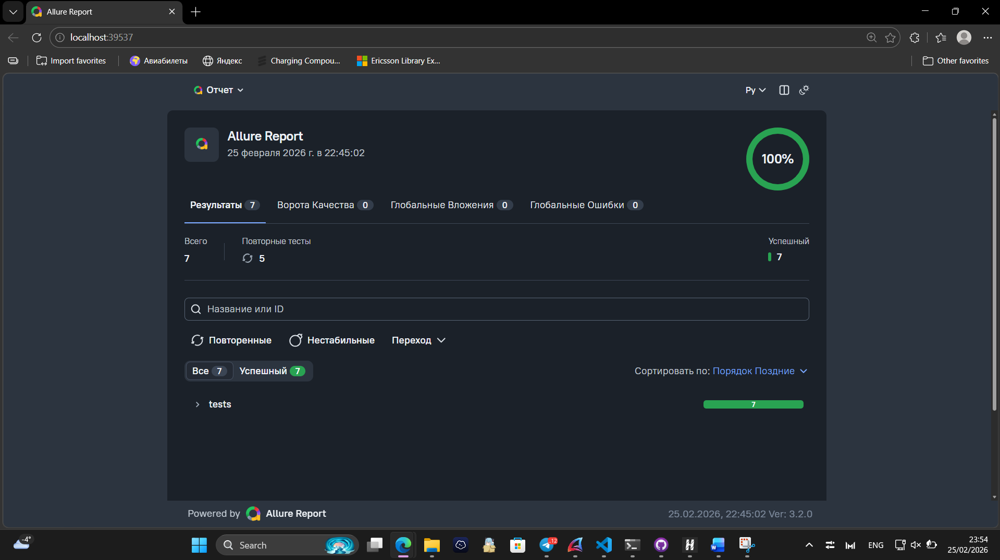 Allure Report
localhost:39537
Import favorites
Авиабилеты
Яндекс
Charging Compou...
Ericsson Library Ex...
Other favorites
Отчет
Ру
Allure Report
25 февраля 2026 г. в 22:45:02
100%
Результаты 7
Ворота Качества 0
Глобальные Вложения 0
Глобальные Ошибки 0
Всего
7
Повторные тесты
5
Успешный
7
Название или ID
Повторенные
Нестабильные
Переход
Все 7
Успешный 7
Сортировать по: Порядок Поздние
tests
7
Powered by Allure Report
25.02.2026, 22:45:02 Ver: 3.2.0
-4°
Search
12
ENG
23:54
25/02/2026